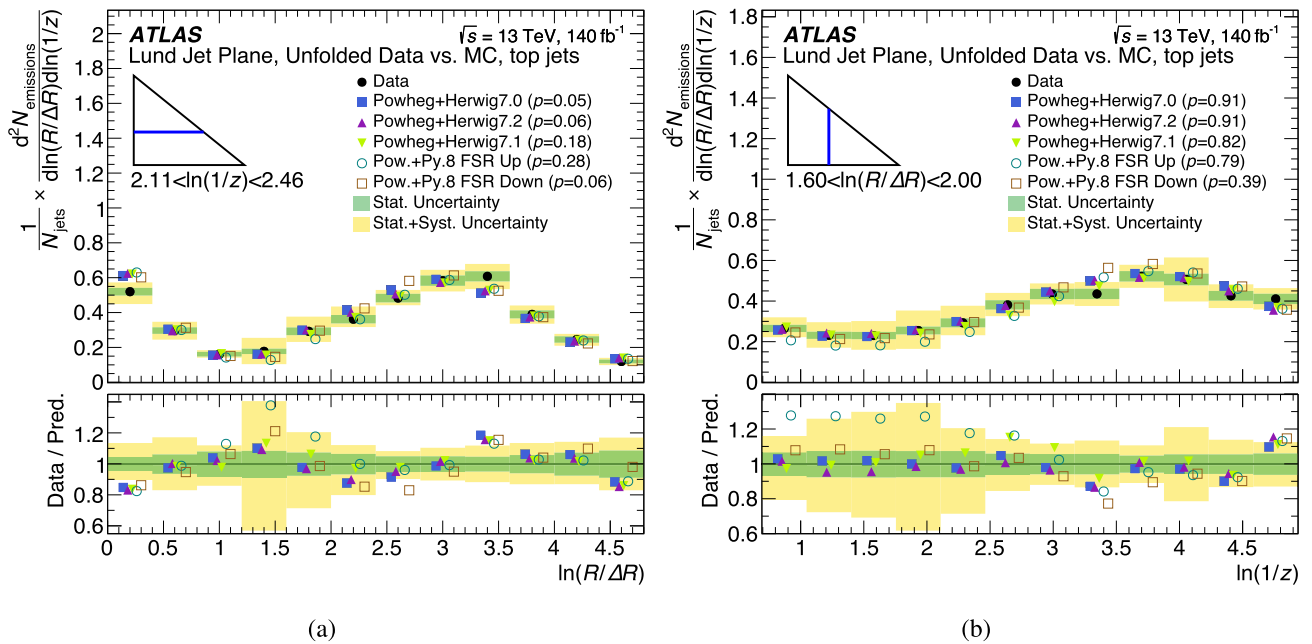 ATLAS
√s = 13 TeV, 140 fb⁻¹
Lund Jet Plane, Unfolded Data vs. MC, top jets
Data
Powheg+Herwig7.0 (p=0.05)
Powheg+Herwig7.2 (p=0.06)
Powheg+Herwig7.1 (p=0.18)
Pow.+Py.8 FSR Up (p=0.28)
Pow.+Py.8 FSR Down (p=0.06)
Stat. Uncertainty
Stat.+Syst. Uncertainty
2.11<ln(1/z)<2.46
1/N_jets × d²N_emissions/dln(R/ΔR)dln(1/z)
2
1.8
1.6
1.4
1.2
1
0.8
0.6
0.4
0.2
0
Data / Pred.
1.4
1.2
1
0.8
0.6
0 0.5 1 1.5 2 2.5 3 3.5 4 4.5
ln(R/ΔR)
(a)
ATLAS
√s = 13 TeV, 140 fb⁻¹
Lund Jet Plane, Unfolded Data vs. MC, top jets
Data
Powheg+Herwig7.0 (p=0.91)
Powheg+Herwig7.2 (p=0.91)
Powheg+Herwig7.1 (p=0.82)
Pow.+Py.8 FSR Up (p=0.79)
Pow.+Py.8 FSR Down (p=0.39)
Stat. Uncertainty
Stat.+Syst. Uncertainty
1.60<ln(R/ΔR)<2.00
1/N_jets × d²N_emissions/dln(R/ΔR)dln(1/z)
1.8
1.6
1.4
1.2
1
0.8
0.6
0.4
0.2
0
Data / Pred.
1.2
1
0.8
0.6
1 1.5 2 2.5 3 3.5 4 4.5
ln(1/z)
(b)